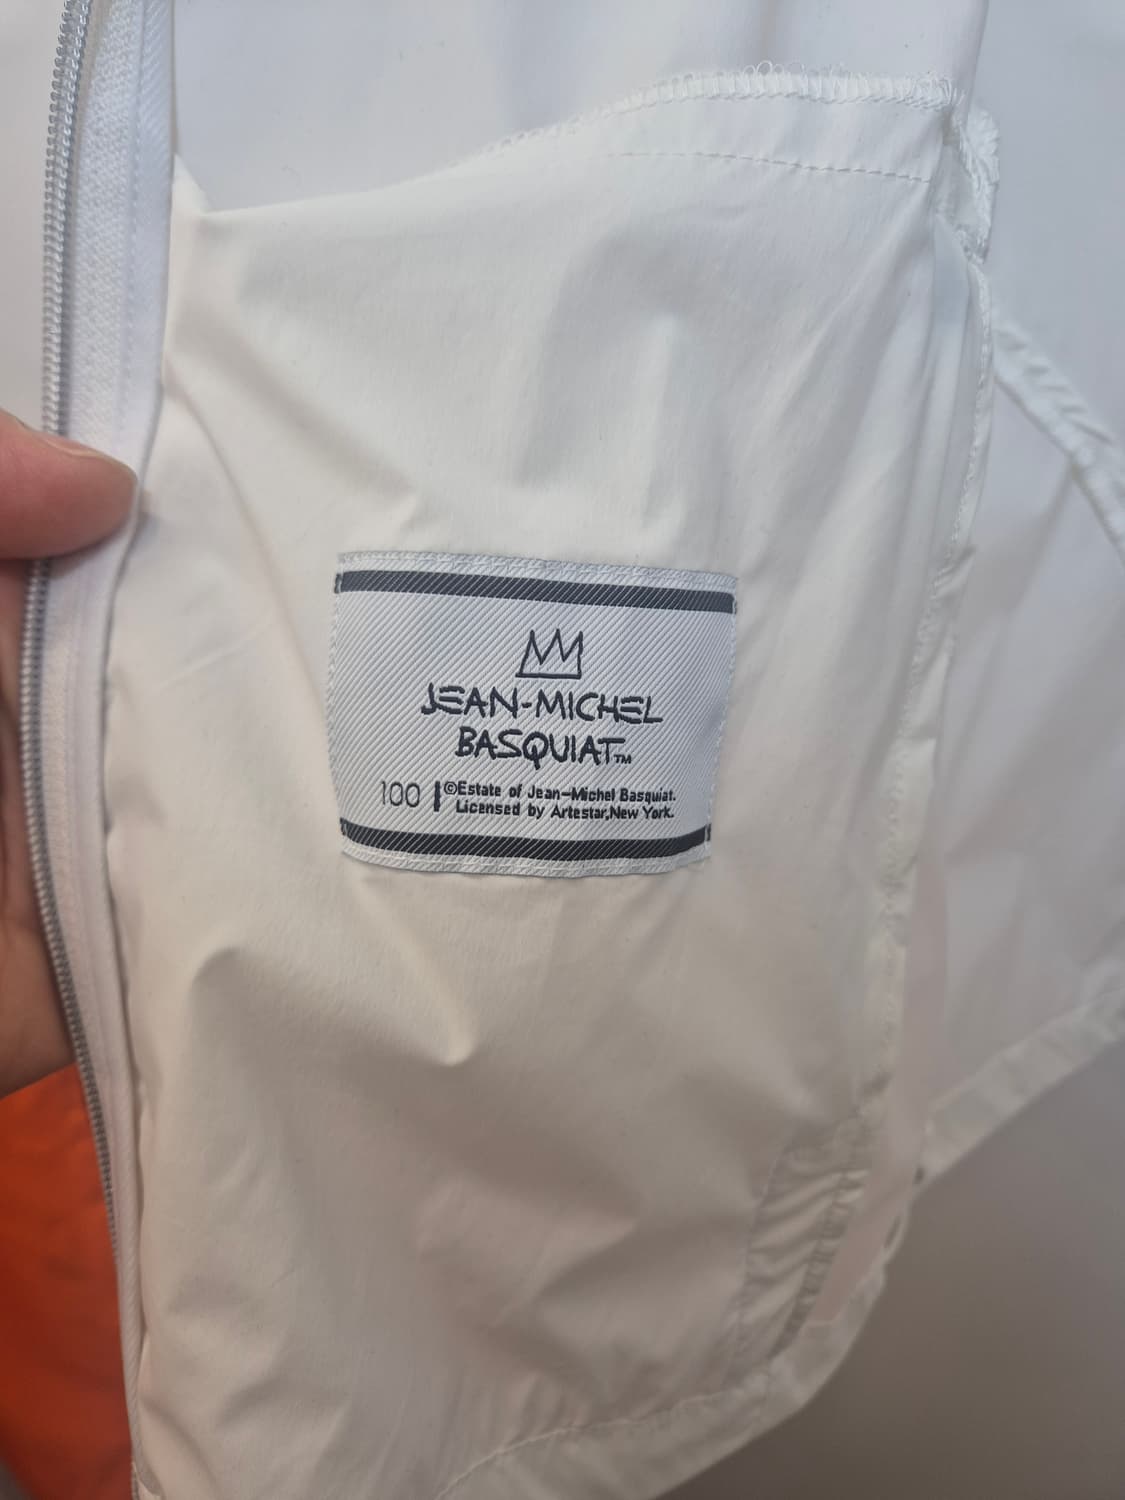 JEAN-MICHEL
BASQUIAT™
100 ©Estate of Jean-Michel Basquiat.
Licensed by Artestar,New York.